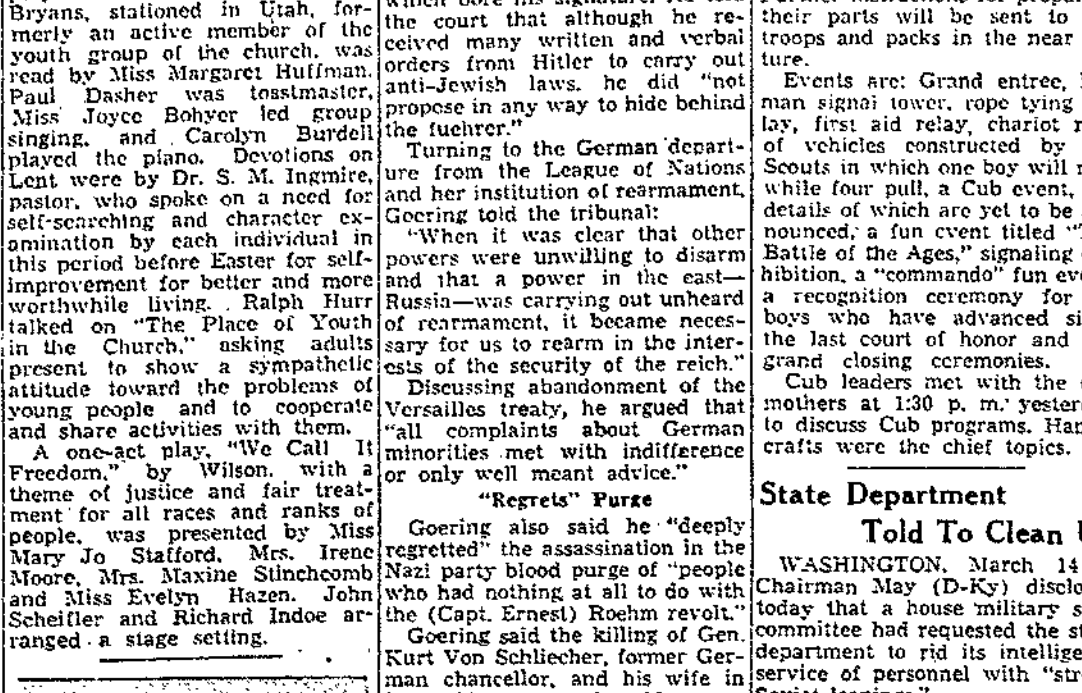 Bryans, stationed in Utah, for-
merly an active member of the
youth group of the church, was
read by Miss Margaret Huffman.
Paul Dasher was toastmaster,
Miss Joyce Bohyer led group
singing, and Carolyn Burdell
played the piano. Devotions on
Lent were by Dr. S. M. Ingmire,
pastor, who spoke on a need for
self-searching and character ex-
amination by each individual in
this period before Easter for self-
improvement for better and more
worthwhile living. Ralph Hurr
talked on "The Place of Youth
in the Church," asking adults
present to show a sympathetic
attitude toward the problems of
young people and to cooperate
and share activities with them.
A one-act play, "We Call It
Freedom," by Wilson, with a
theme of justice and fair treat-
ment for all races and ranks of
people, was presented by Miss
Mary Jo Stafford, Mrs. Irene
Moore, Mrs. Maxine Stinchcomb
and Miss Evelyn Hazen. John
Scheifler and Richard Indoe ar-
ranged a stage setting.
the court that although he re-
ceived many written and verbal
orders from Hitler to carry out
anti-Jewish laws, he did "not
propose in any way to hide behind
the fuehrer."
Turning to the German depart-
ure from the League of Nations
and her institution of rearmament,
Goering told the tribunal:
"When it was clear that other
powers were unwilling to disarm
and that a power in the east—
Russia—was carrying out unheard
of rearmament, it became neces-
sary for us to rearm in the inter-
ests of the security of the reich."
Discussing abandonment of the
Versailles treaty, he argued that
"all complaints about German
minorities met with indifference
or only well meant advice."
"Regrets" Purge
Goering also said he "deeply
regretted" the assassination in the
Nazi party blood purge of "people
who had nothing at all to do with
the (Capt. Ernest) Roehm revolt."
Goering said the killing of Gen.
Kurt Von Schliecher, former Ger-
man chancellor, and his wife in
their parts will be sent to
troops and packs in the near
ture.
Events are: Grand entree,
man signal tower, rope tying
lay, first aid relay, chariot
of vehicles constructed by
Scouts in which one boy will
while four pull, a Cub event,
details of which are yet to be
nounced, a fun event titled
Battle of the Ages," signaling
hibition, a "commando" fun
a recognition ceremony for
boys who have advanced
the last court of honor and
grand closing ceremonies.
Cub leaders met with the
mothers at 1:30 p. m. yester
to discuss Cub programs. Han
crafts were the chief topics.
State Department
Told To Clean
WASHINGTON, March 14
Chairman May (D-Ky) disclo
today that a house military s
committee had requested the st
department to rid its intellige
service of personnel with "str